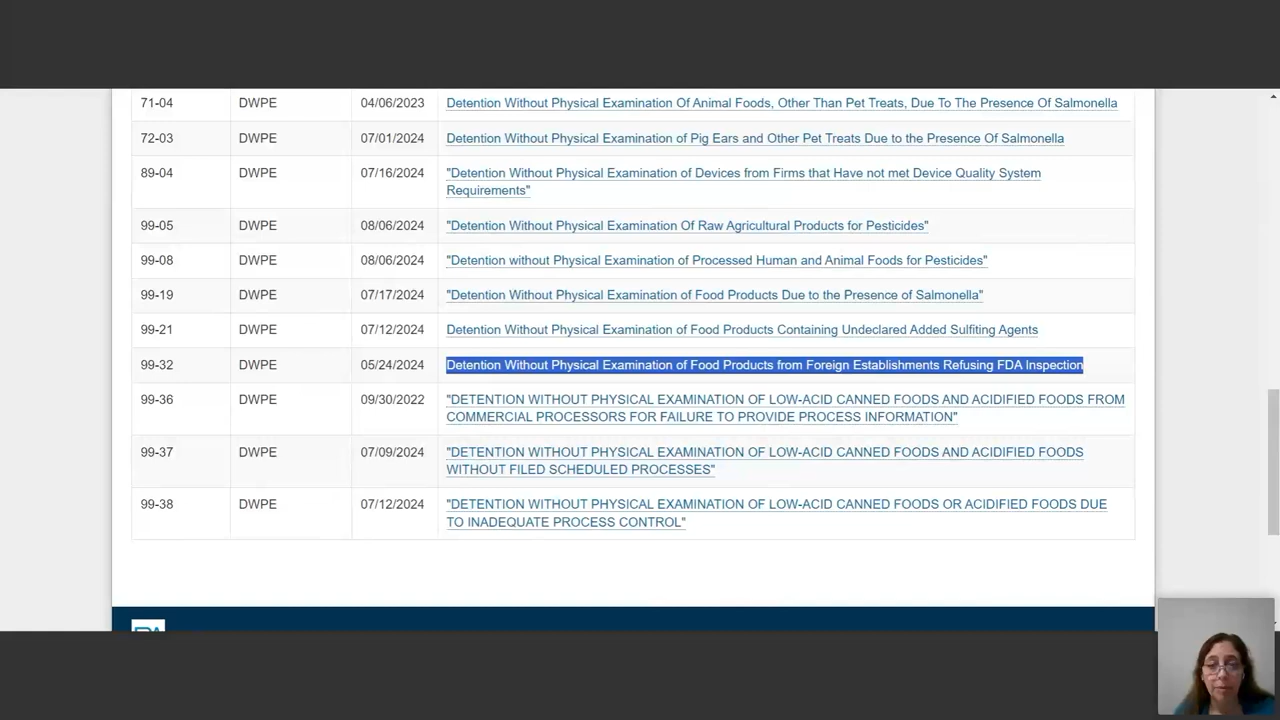 71-04 DWPE 04/06/2023 Detention Without Physical Examination Of Animal Foods, Other Than Pet Treats, Due To The Presence Of Salmonella
72-03 DWPE 07/01/2024 Detention Without Physical Examination of Pig Ears and Other Pet Treats Due to the Presence Of Salmonella
89-04 DWPE 07/16/2024 "Detention Without Physical Examination of Devices from Firms that Have not met Device Quality System
Requirements"
99-05 DWPE 08/06/2024 "Detention Without Physical Examination Of Raw Agricultural Products for Pesticides"
99-08 DWPE 08/06/2024 "Detention without Physical Examination of Processed Human and Animal Foods for Pesticides"
99-19 DWPE 07/17/2024 "Detention Without Physical Examination of Food Products Due to the Presence of Salmonella"
99-21 DWPE 07/12/2024 Detention Without Physical Examination of Food Products Containing Undeclared Added Sulfiting Agents
99-32 DWPE 05/24/2024 Detention Without Physical Examination of Food Products from Foreign Establishments Refusing FDA Inspection
99-36 DWPE 09/30/2022 "DETENTION WITHOUT PHYSICAL EXAMINATION OF LOW-ACID CANNED FOODS AND ACIDIFIED FOODS FROM
COMMERCIAL PROCESSORS FOR FAILURE TO PROVIDE PROCESS INFORMATION"
99-37 DWPE 07/09/2024 "DETENTION WITHOUT PHYSICAL EXAMINATION OF LOW-ACID CANNED FOODS AND ACIDIFIED FOODS
WITHOUT FILED SCHEDULED PROCESSES"
99-38 DWPE 07/12/2024 "DETENTION WITHOUT PHYSICAL EXAMINATION OF LOW-ACID CANNED FOODS OR ACIDIFIED FOODS DUE
TO INADEQUATE PROCESS CONTROL"